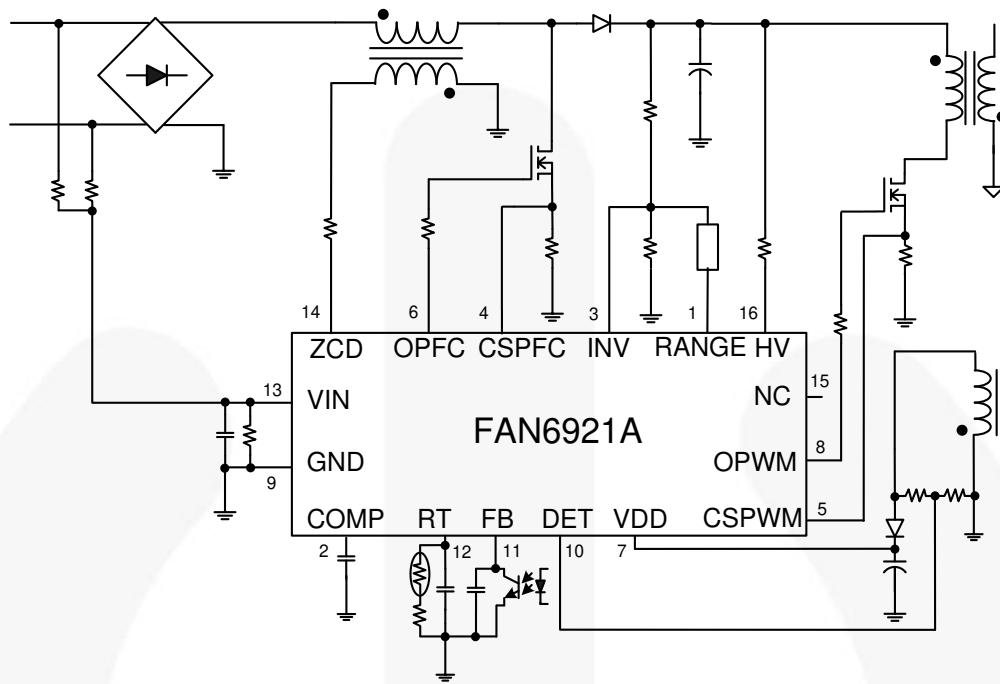 14 6 4 3 1 16
ZCD OPFC CSPFC INV RANGE HV
15
NC
13
VIN
FAN6921A
8
OPWM
GND
9
5
CSPWM
COMP RT FB DET VDD
2 12 11 10 7